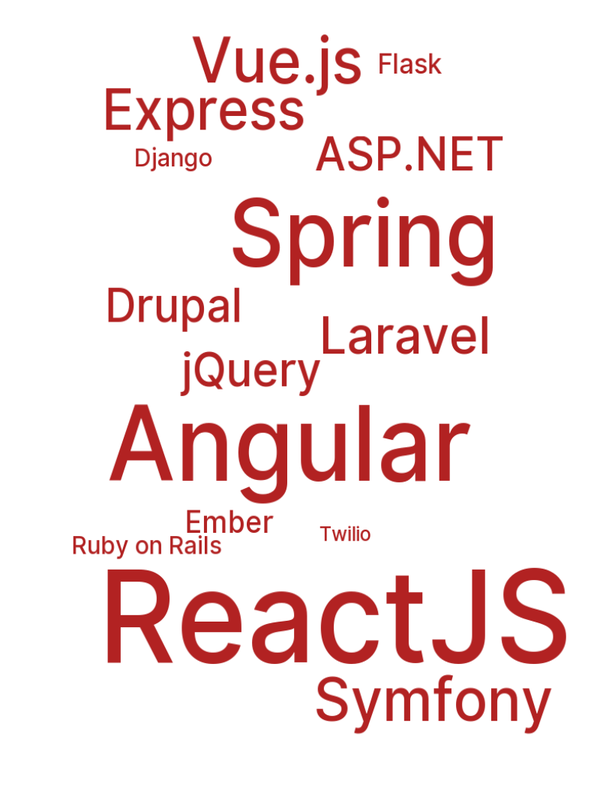 Vue.js
Flask
Express
Django
ASP.NET
Spring
Drupal
Laravel
jQuery
Angular
Ember
Twilio
Ruby on Rails
ReactJS
Symfony